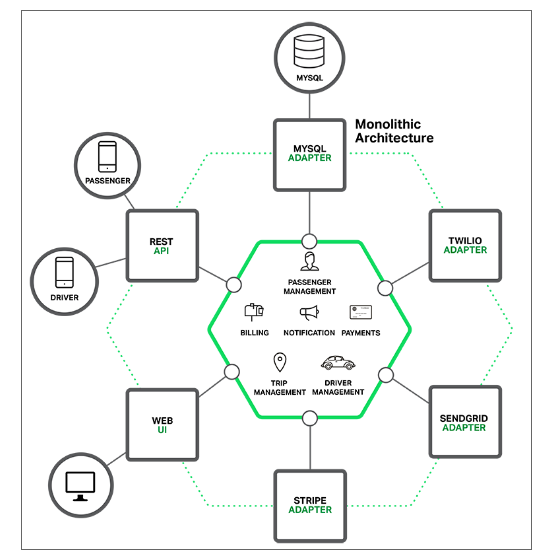 MYSQL
MYSQL
ADAPTER
Monolithic
Architecture
PASSENGER
REST
API
TWILIO
ADAPTER
DRIVER
PASSENGER
MANAGEMENT
BILLING
NOTIFICATION
PAYMENTS
TRIP
MANAGEMENT
DRIVER
MANAGEMENT
WEB
UI
SENDGRID
ADAPTER
STRIPE
ADAPTER